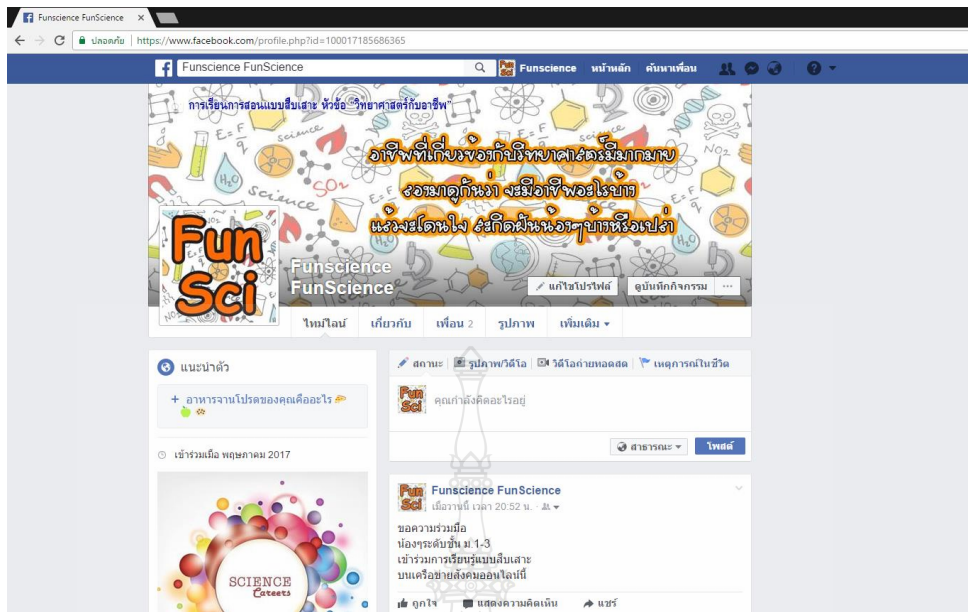 Funscience FunScience
ปลอดภัย | https://www.facebook.com/profile.php?id=100017185686365
Funscience FunScience
Funscience หน้าหลัก ค้นหาเพื่อน
การเรียนการสอนแบบสืบเสาะ หัวข้อ "วิทยาศาสตร์กับอาชีพ"
อาชีพที่เกี่ยวข้องกับวิทยาศาสตร์มีมากมาย
ลองมาดูกันว่า จะมีอาชีพอะไรบ้าง
แล้วจะโดนใจ สะกิดฝันน้องๆบ้างหรือเปล่า
E=F
science
H2O
Science
SO2
NO2
Fun
Sci
Funscience
FunScience
แก้ไขโปรไฟล์ ดูบันทึกกิจกรรม ...
ไทม์ไลน์ เกี่ยวกับ เพื่อน 2 รูปภาพ เพิ่มเติม
แนะนำตัว
+ อาหารจานโปรดของคุณคืออะไร
เข้าร่วมเมื่อ พฤษภาคม 2017
SCIENCE
Careers
สถานะ รูปภาพ/วิดีโอ วิดีโอถ่ายทอดสด เหตุการณ์ในชีวิต
Fun
Sci
คุณกำลังคิดอะไรอยู่
สาธารณะ โพสต์
Fun
Sci
Funscience FunScience
เมื่อวานนี้ เวลา 20:52 น.
ขอความร่วมมือ
น้องๆระดับชั้น ม 1-3
เข้าร่วมการเรียนรู้แบบสืบเสาะ
บนเครือข่ายสังคมออนไลน์นี้
ถูกใจ แสดงความคิดเห็น แชร์